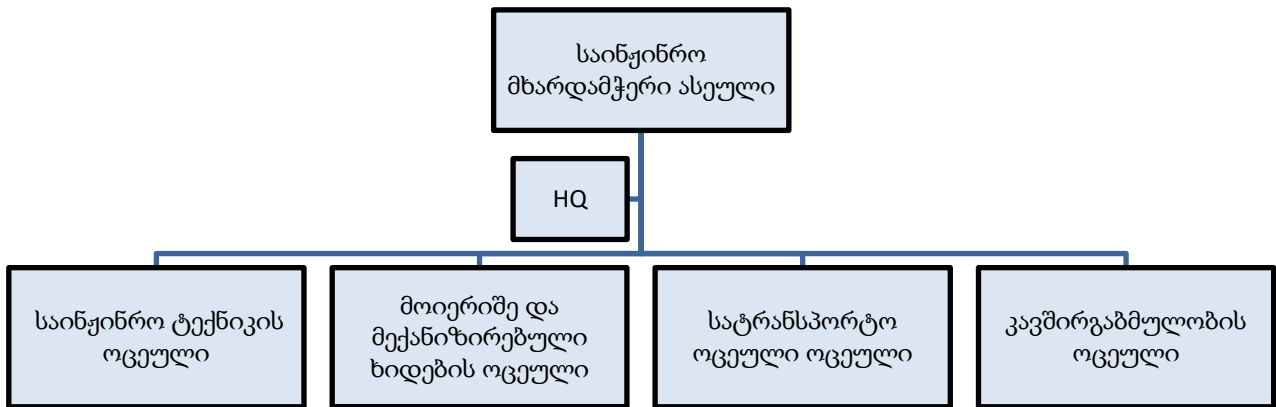 საინჟინრო
მხარდამჭერი ასეული
HQ
საინჟინრო ტექნიკის
ოცეული
მოიერიშე და
მექანიზირებული
ხიდების ოცეული
სატრანსპორტო
ოცეული ოცეული
კავშირგაბმულობის
ოცეული